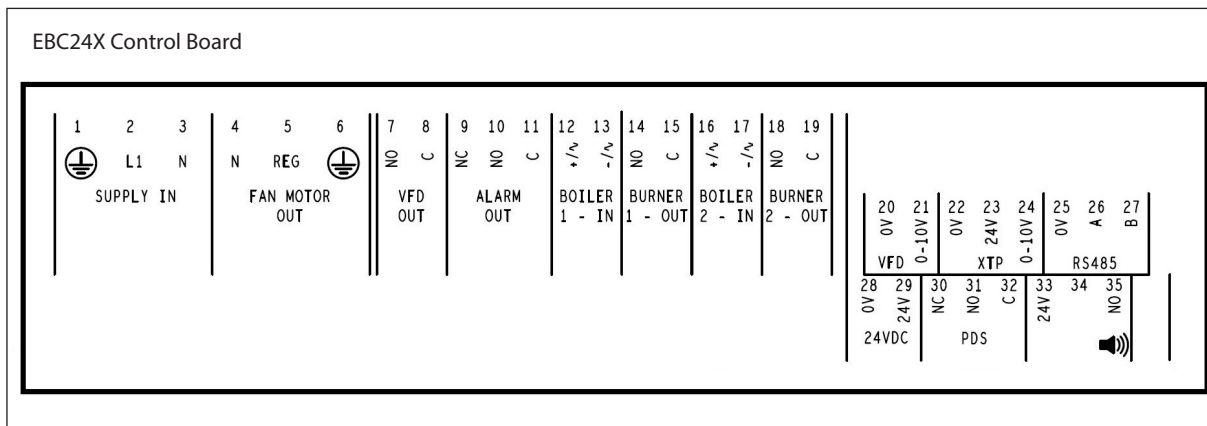 EBC24X Control Board
1 2 3 4 5 6 7 8 9 10 11 12 13 14 15 16 17 18 19
L1 N N REG NO C NC NO C +/∿ -/∿ NO C +/∿ -/∿ NO C
SUPPLY IN FAN MOTOR VFD ALARM BOILER BURNER BOILER BURNER
OUT OUT OUT 1 - IN 1 - OUT 2 - IN 2 - OUT
20 21 22 23 24 25 26 27
0V 0-10V 0V 24V 0-10V 0V A B
VFD XTP RS485
28 29 30 31 32 33 34 35
0V 24V NC NO C 24V NO
24VDC PDS